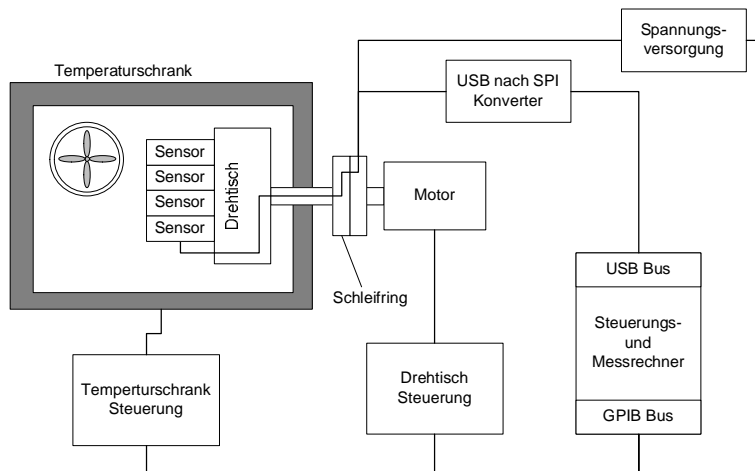 Spannungs-
versorgung
Temperaturschrank
USB nach SPI
Konverter
Sensor
Sensor
Sensor
Sensor
Drehtisch
Motor
Schleifring
USB Bus
Steuerungs-
und
Messrechner
GPIB Bus
Temperturschrank
Steuerung
Drehtisch
Steuerung